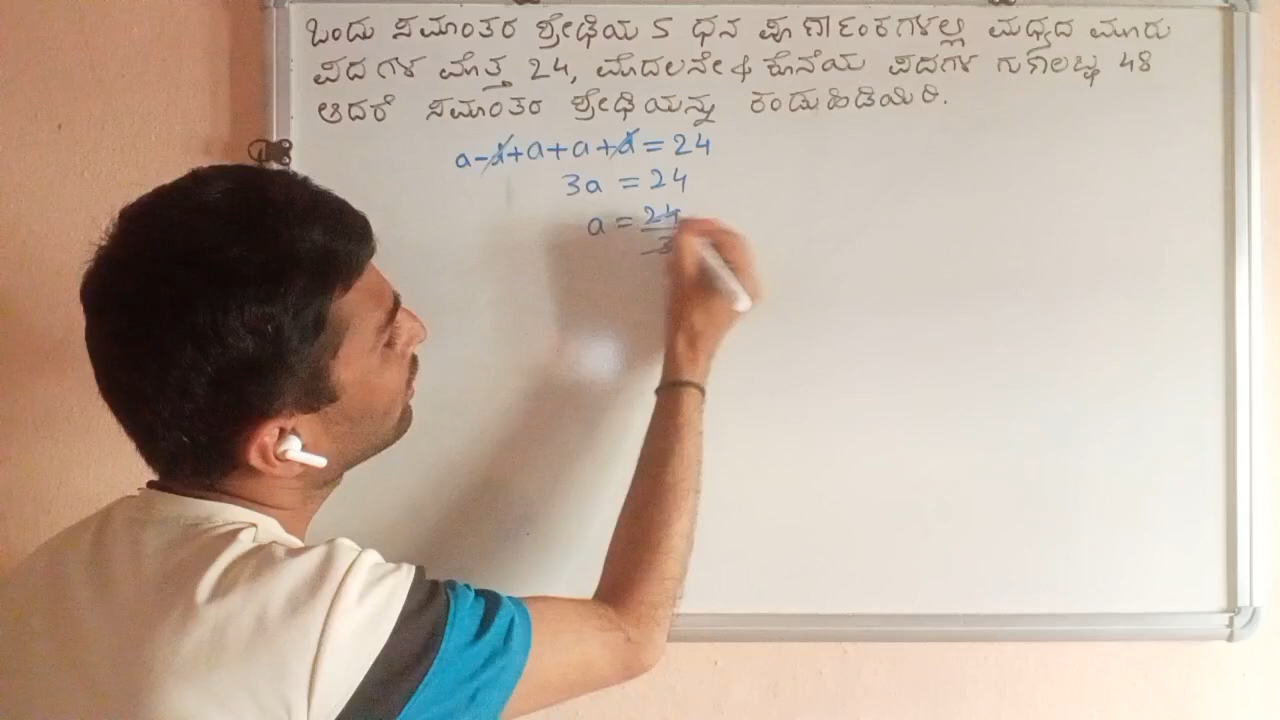 ಒಂದು ಸಮಾಂತರ ಶ್ರೇಢಿಯ 5 ಧನ ಪೂರ್ಣಾಂಕಗಳಲ್ಲಿ ಮಧ್ಯದ ಮೂರು
ಪದಗಳ ಮೊತ್ತ 24, ಮೊದಲನೇ & ಕೊನೆಯ ಪದಗಳ ಗುಣಲಬ್ಧ 48
ಆದರೆ ಸಮಾಂತರ ಶ್ರೇಢಿಯನ್ನು ಕಂಡುಹಿಡಿಯಿರಿ.
a-d+a+a+d=24
3a = 24
a = 24/3